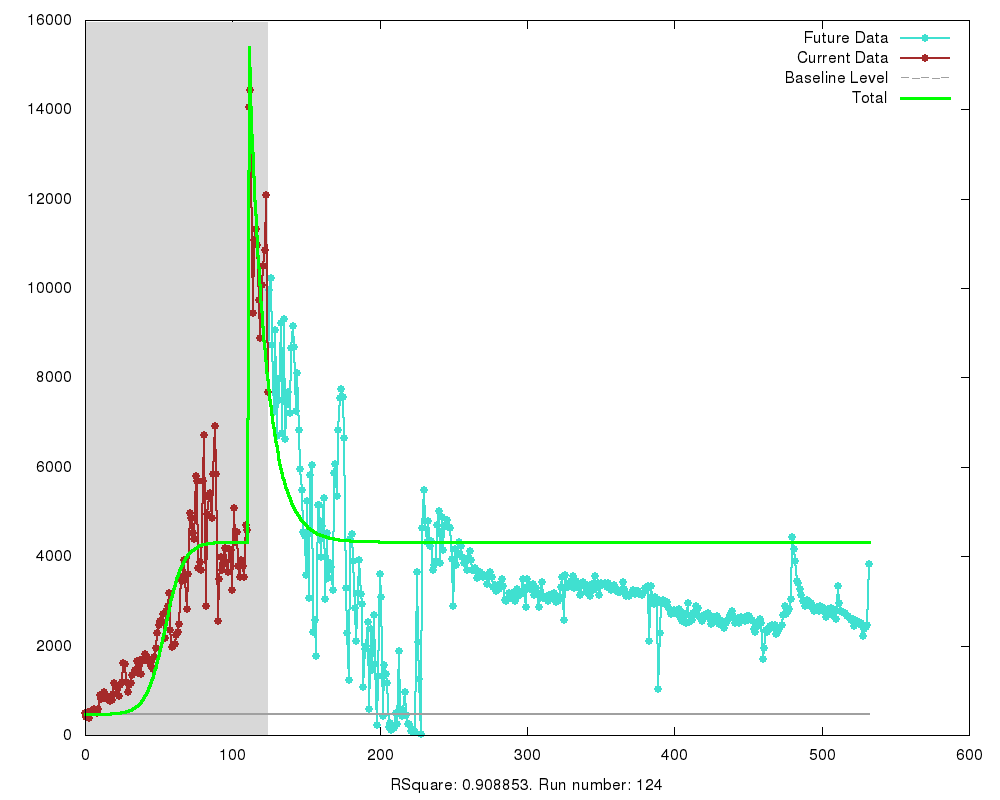 16000
14000
12000
10000
8000
6000
4000
2000
0
Future Data
Current Data
Baseline Level
Total
0 100 200 300 400 500 600
RSquare: 0.908853. Run number: 124